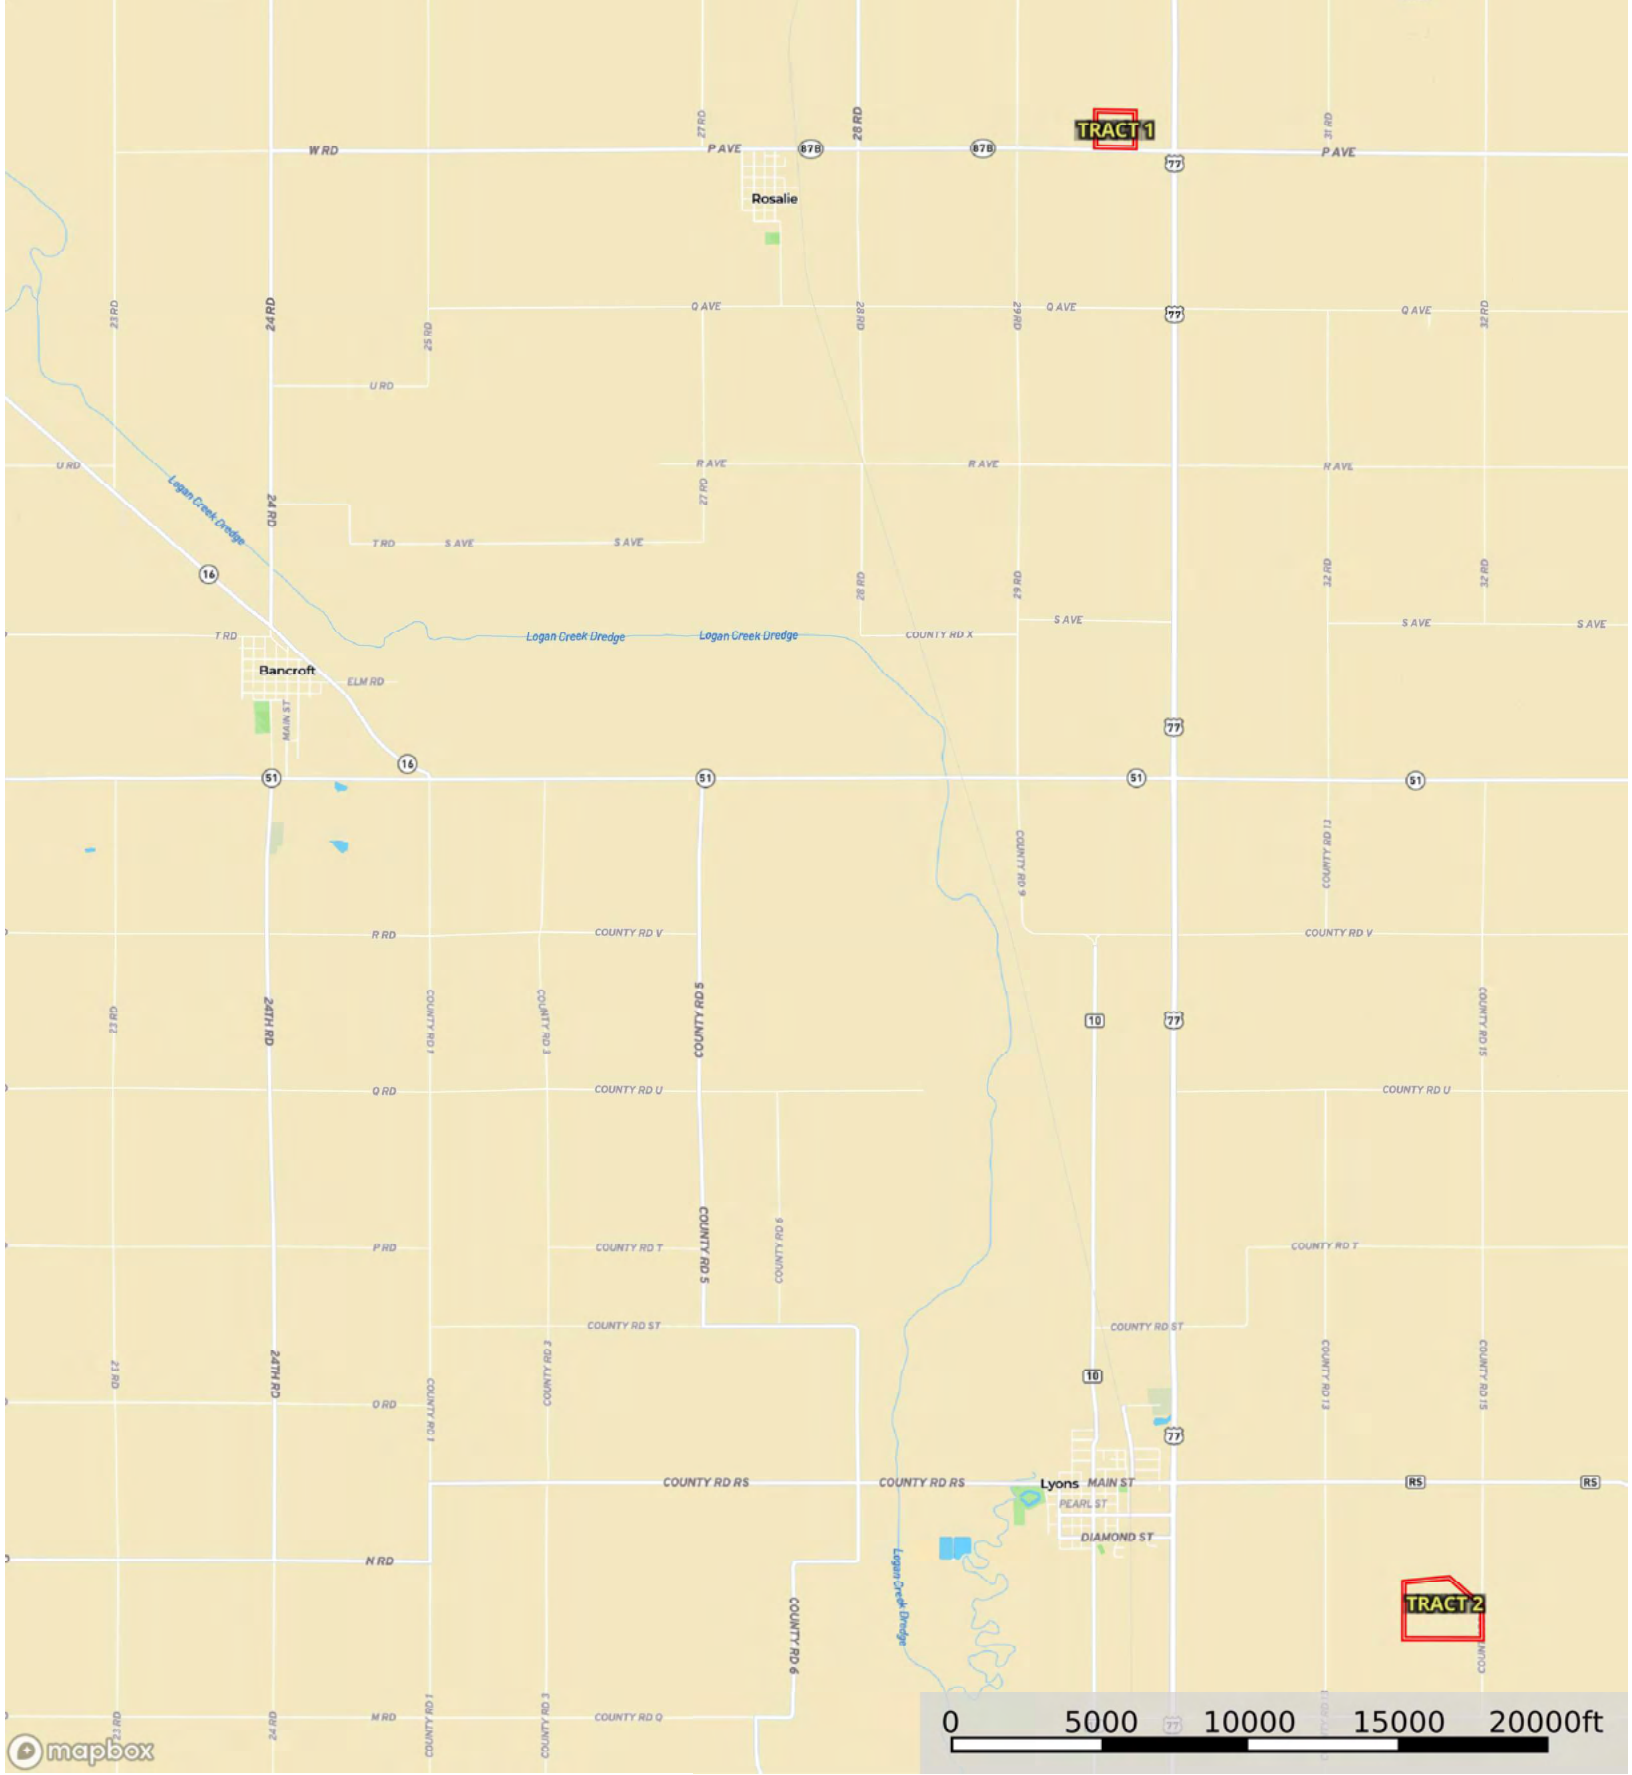 27 RD
28 RD
31 RD
TRACT 1
W RD
P AVE
87B
87B
P AVE
77
Rosalie
23 RD
24 RD
25 RD
Q AVE
28 RD
29 RD
Q AVE
77
Q AVE
32 RD
U RD
U RD
R AVE
R AVE
R AVE
27 RD
Logan Creek Dredge
24 RD
T RD
S AVE
S AVE
16
28 RD
29 RD
32 RD
32 RD
S AVE
S AVE
S AVE
T RD
Logan Creek Dredge
Logan Creek Dredge
COUNTY RD X
Bancroft
ELM RD
MAIN ST
77
16
51
51
51
51
COUNTY RD 9
COUNTY RD 11
R RD
COUNTY RD V
COUNTY RD V
23 RD
24TH RD
COUNTY RD 1
COUNTY RD 3
COUNTY RD 5
10
77
COUNTY RD 15
Q RD
COUNTY RD U
COUNTY RD U
P RD
COUNTY RD T
COUNTY RD 5
COUNTY RD 6
COUNTY RD T
COUNTY RD ST
COUNTY RD ST
23 RD
24TH RD
COUNTY RD 3
10
COUNTY RD 13
COUNTY RD 15
O RD
COUNTY RD 1
77
COUNTY RD RS
COUNTY RD RS
Lyons
MAIN ST
RS
RS
PEARL ST
DIAMOND ST
N RD
Logan Creek Dredge
COUNTY RD 6
TRACT 2
COUNT
23 RD
24 RD
COUNTY RD 1
COUNTY RD 3
M RD
COUNTY RD Q
77
0 5000 10000 15000 20000ft
mapbox